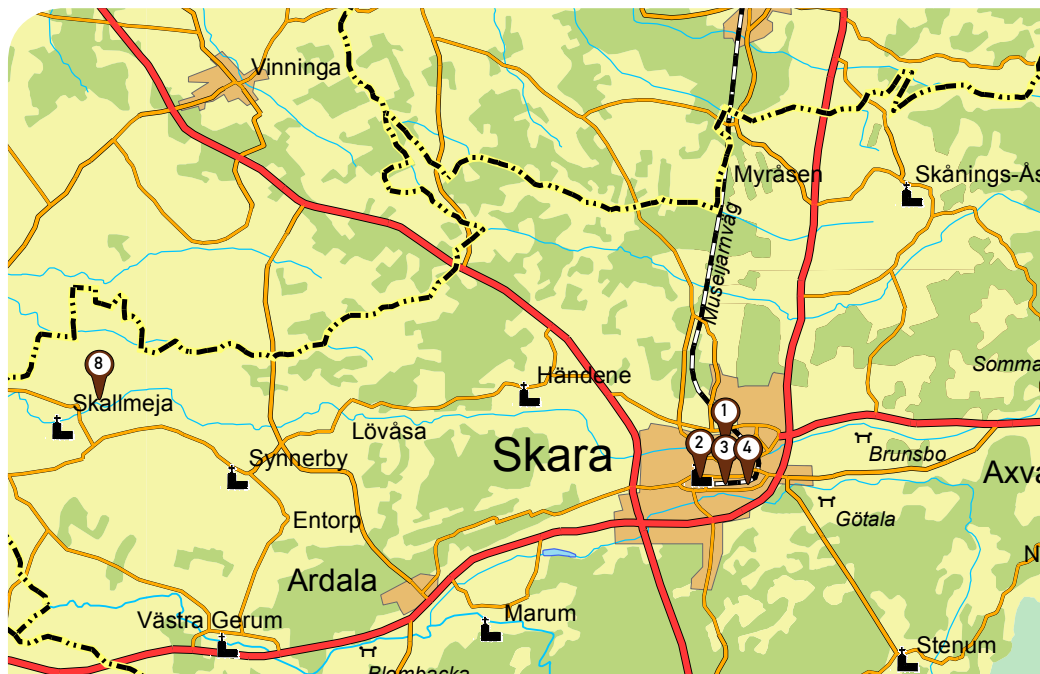 Vinninga
Myråsen
Skånings-Ås
Museijarnväg
Somma
8
Skallmeja
Händene
1
Lövåsa
Skara
2
3
4
Brunsbo
Synnerby
Axva
Entorp
Götala
Ardala
N
Västra Gerum
Marum
Stenum
Blombacka